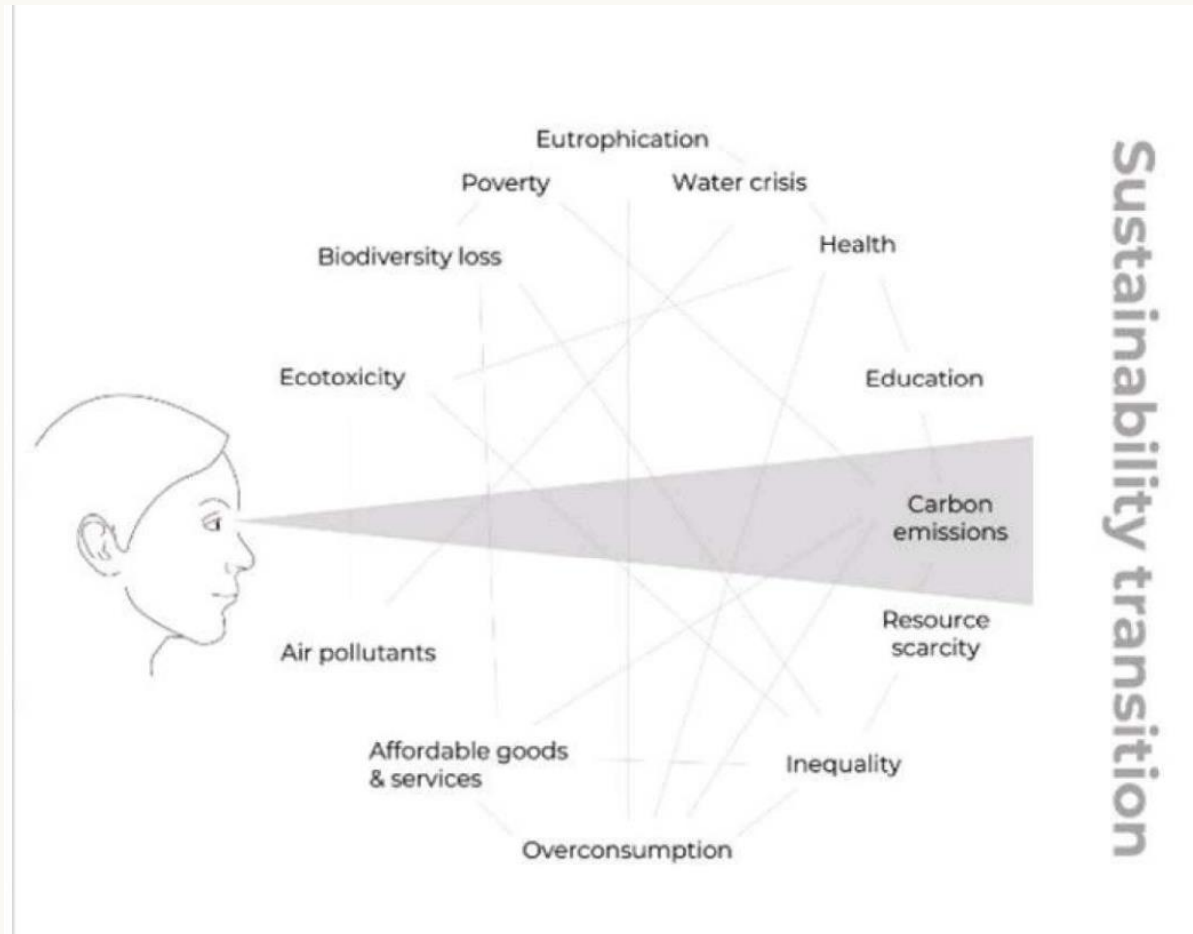 Eutrophication
Poverty
Water crisis
Biodiversity loss
Health
Ecotoxicity
Education
Carbon
emissions
Resource
scarcity
Air pollutants
Affordable goods
& services
Inequality
Overconsumption
Sustainability transition